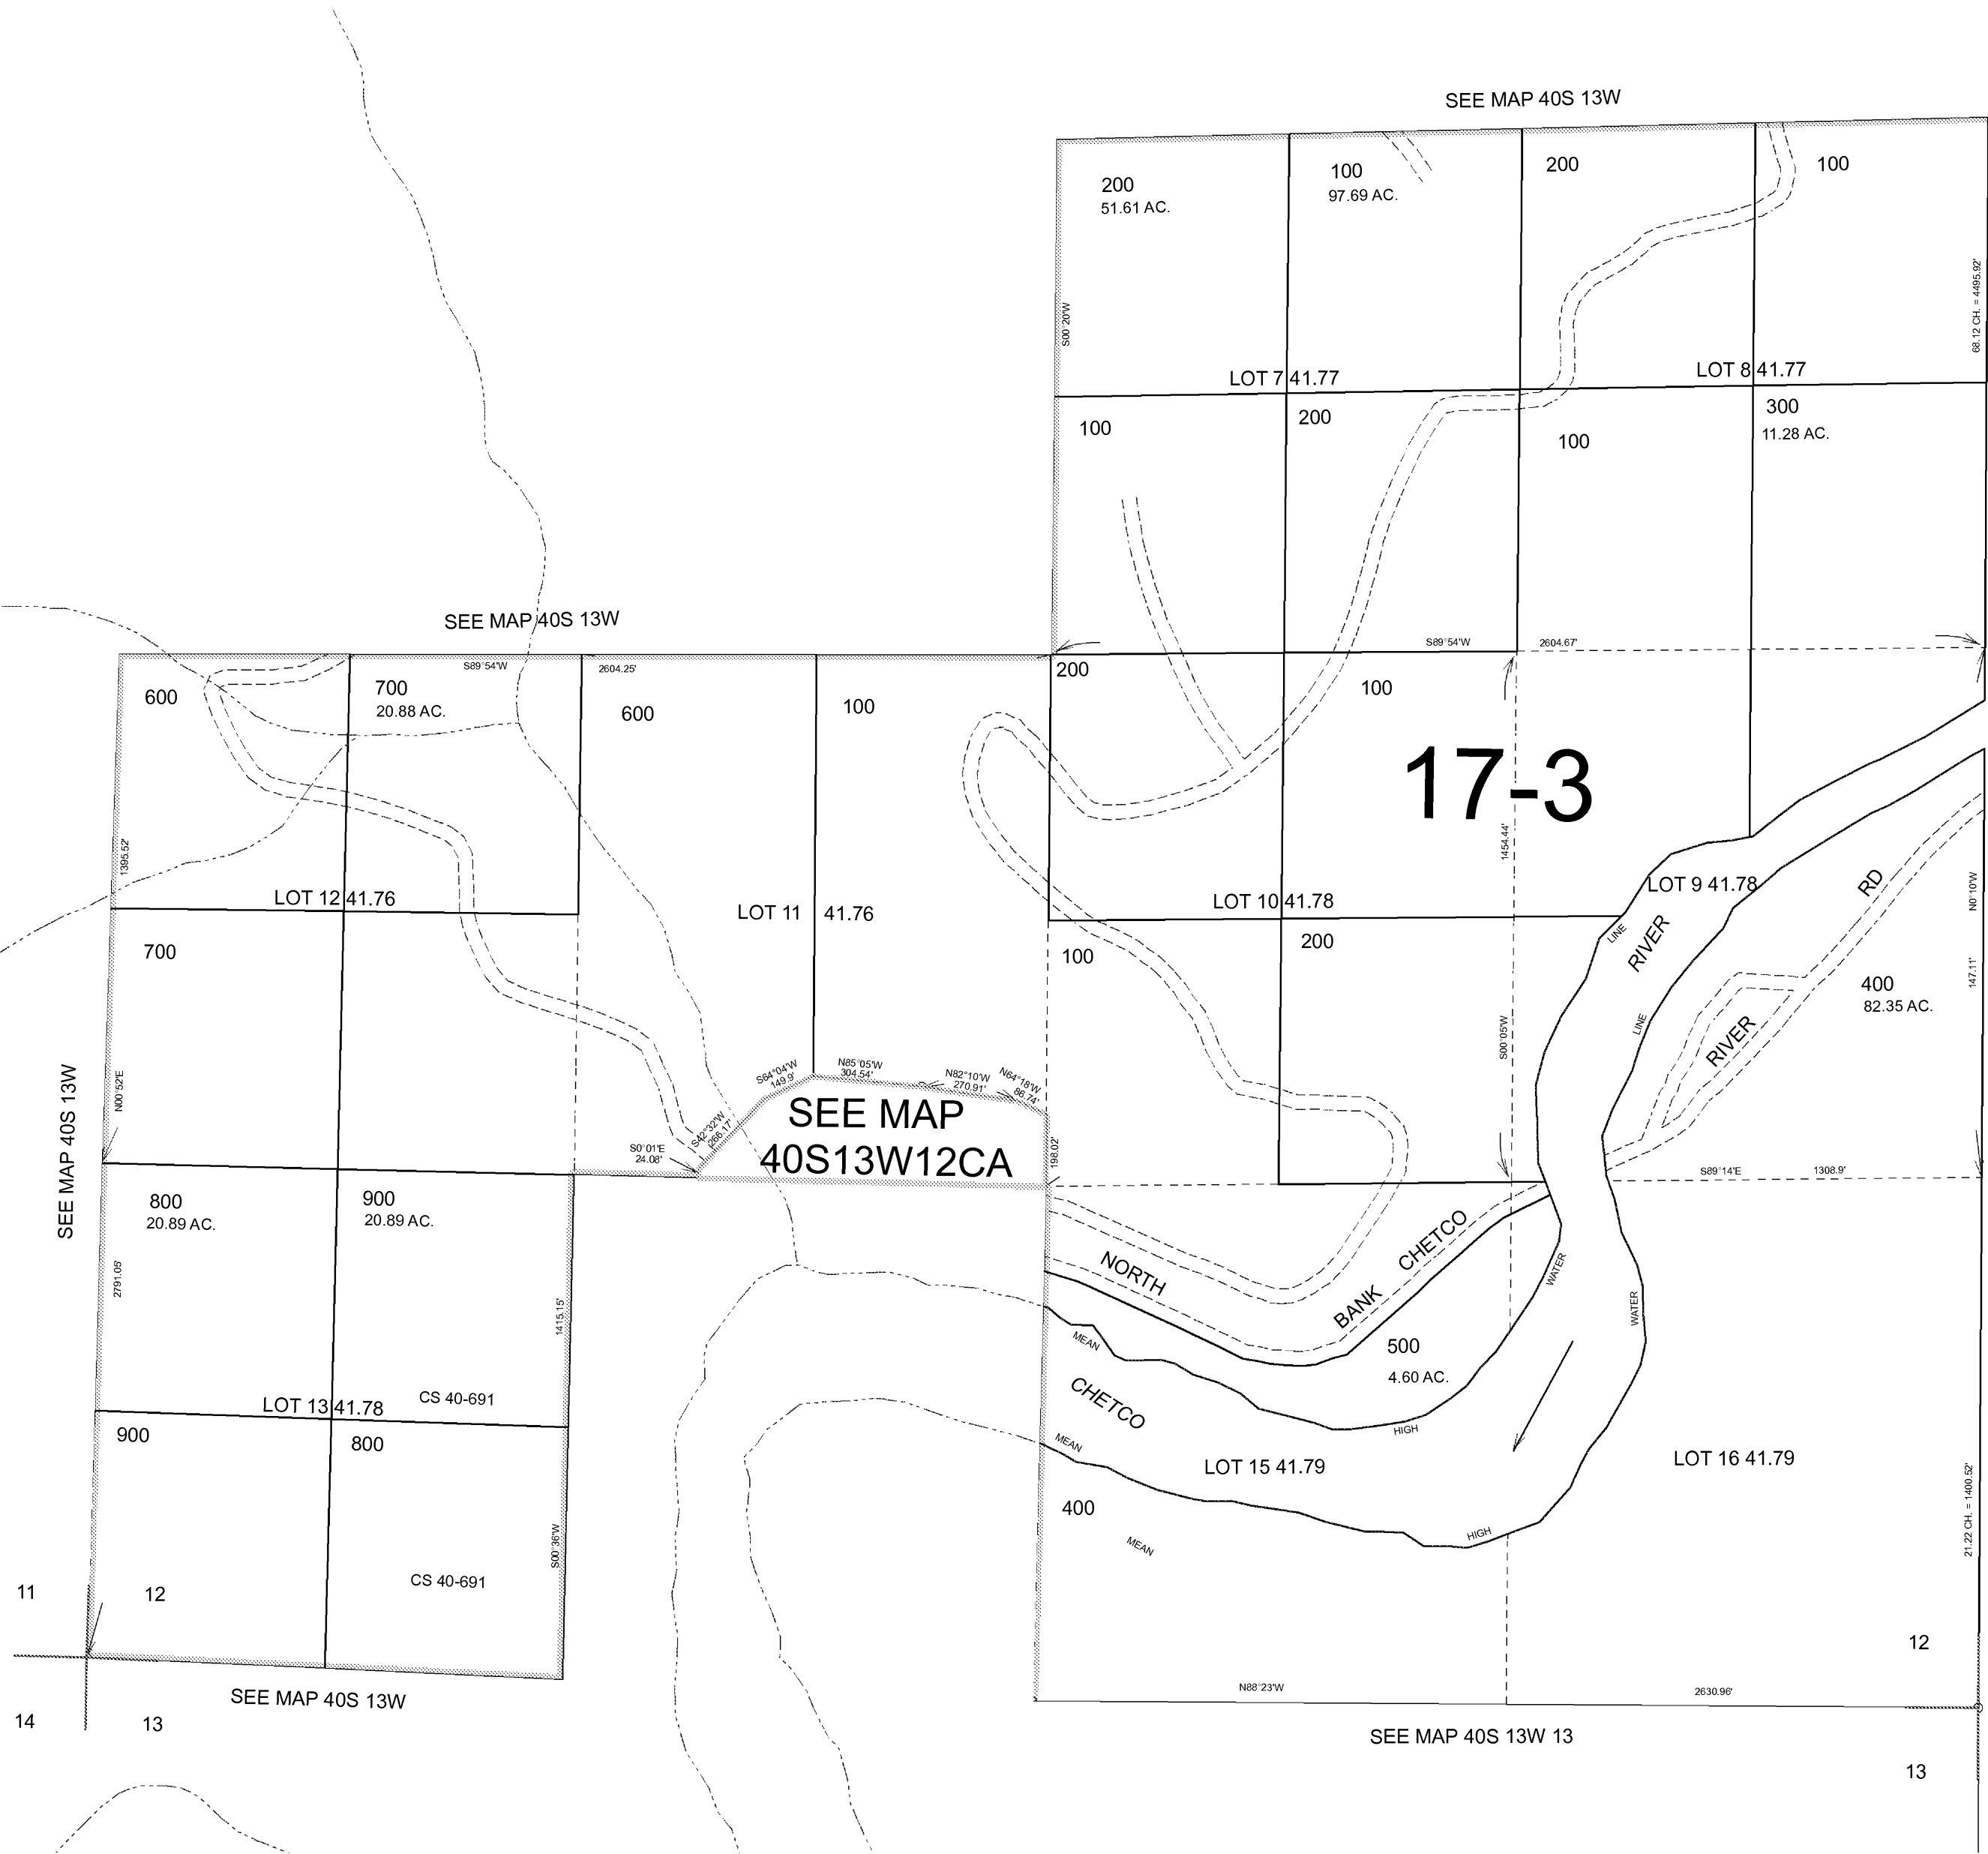 SEE MAP 40S 13W
200
51.61 AC.
100
97.69 AC.
200
100
S00°20'W
68.12 CH. = 4495.92'
LOT 7 41.77
LOT 8 41.77
100
200
100
300
11.28 AC.
SEE MAP 40S 13W
S89°54'W
2604.67'
S89°54'W
2604.25'
600
700
20.88 AC.
600
100
200
100
17-3
1395.52'
1454.44'
LOT 12 41.76
LOT 11 41.76
LOT 10 41.78
LOT 9 41.78
RD
N0°10'W
LINE
RIVER
700
100
200
147.11'
400
82.35 AC.
LINE
RIVER
S00°05'W
SEE MAP 40S 13W
N00°52'E
S64°04'W
149.9'
N85°05'W
304.54'
N82°10'W
270.91'
N64°18'W
86.74'
S42°32'W
266.17'
S0°01'E
24.08'
SEE MAP
40S13W12CA
198.02'
S89°14'E
1308.9'
800
20.89 AC.
900
20.89 AC.
2791.05'
1415.15'
NORTH
BANK
CHETCO
WATER
WATER
MEAN
500
4.60 AC.
CHETCO
LOT 13 41.78
CS 40-691
HIGH
MEAN
900
800
LOT 15 41.79
LOT 16 41.79
400
HIGH
MEAN
21.22 CH. = 1400.52'
S00°36'W
CS 40-691
11
12
12
SEE MAP 40S 13W
N88°23'W
2630.96'
14
13
SEE MAP 40S 13W 13
13